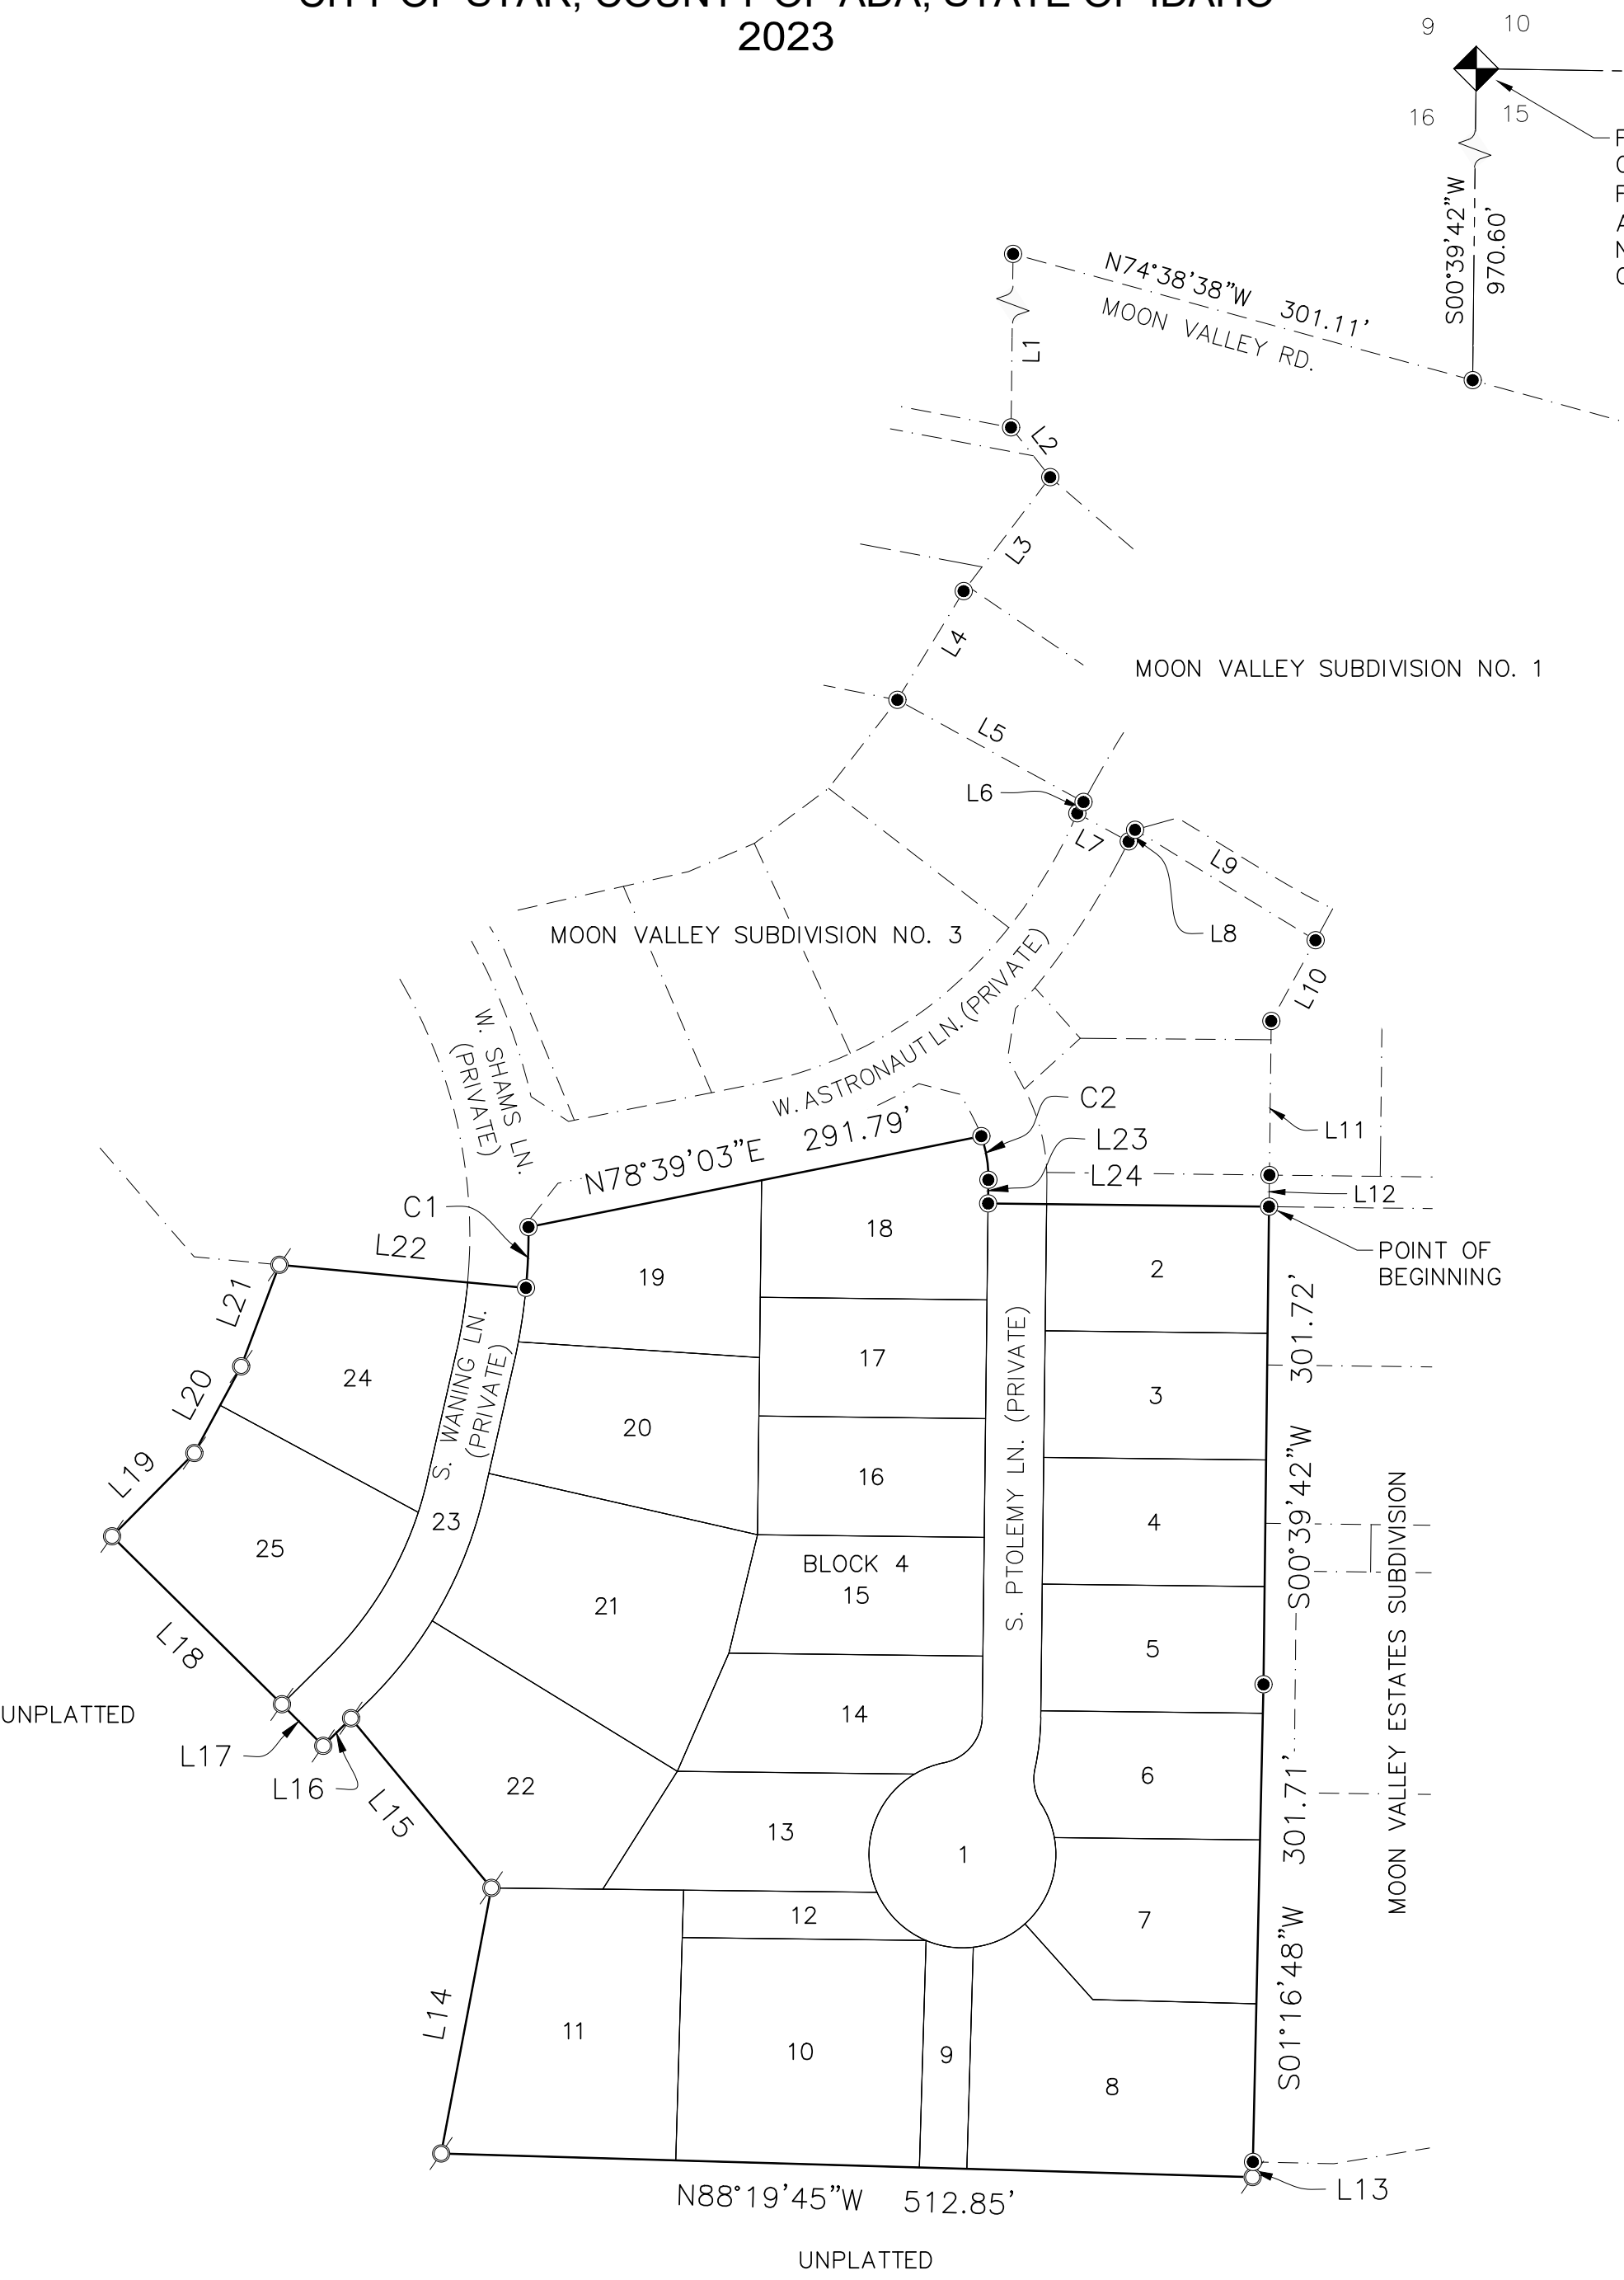 2023
9
10
16
15
S00°39'42"W
970.60'
N74°38'38"W 301.11'
MOON VALLEY RD.
L1
L2
L3
L4
MOON VALLEY SUBDIVISION NO. 1
L5
L6
L7
L9
L8
MOON VALLEY SUBDIVISION NO. 3
L10
W. SHAMS LN.
(PRIVATE)
W. ASTRONAUT LN. (PRIVATE)
C2
L11
L23
N78°39'03"E 291.79'
L24
L12
C1
L22
18
POINT OF
BEGINNING
2
19
L21
S. WANING LN.
(PRIVATE)
S. PTOLEMY LN. (PRIVATE)
301.72'
S00°39'42"W
17
24
L20
3
20
L19
16
23
4
25
BLOCK 4
15
21
MOON VALLEY ESTATES SUBDIVISION
L18
5
UNPLATTED
14
L17
L16
L15
22
6
13
1
301.71'
S01°16'48"W
12
7
L14
11
10
9
8
L13
N88°19'45"W 512.85'
UNPLATTED